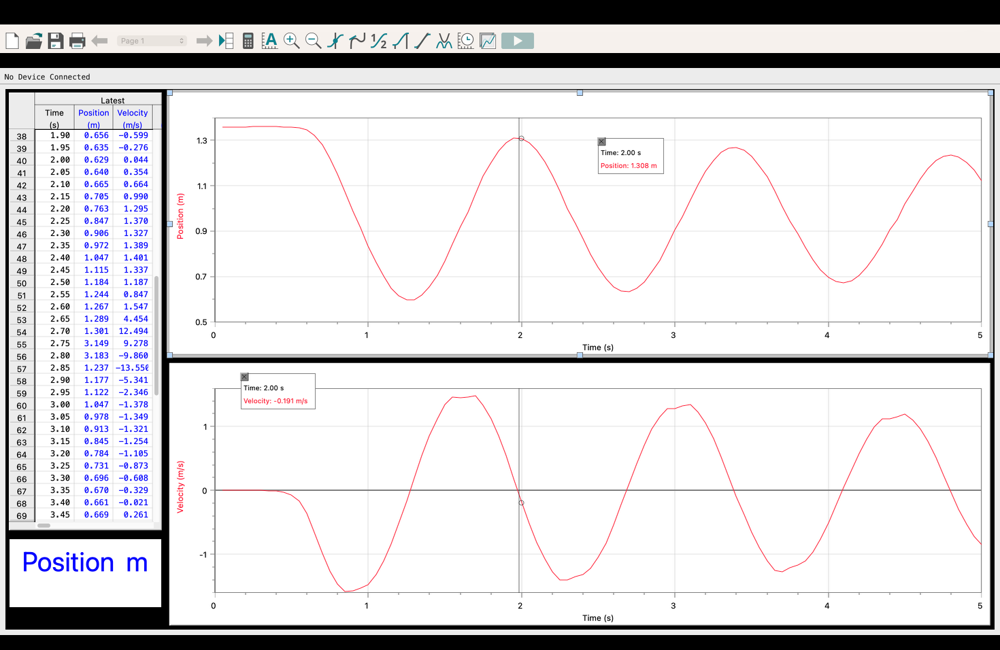 Page 1
A
1/2
No Device Connected
Latest
Time Position Velocity
(s) (m) (m/s)
38 1.90 0.656 −0.599
39 1.95 0.635 −0.276
40 2.00 0.629 0.044
41 2.05 0.640 0.354
42 2.10 0.665 0.664
43 2.15 0.705 0.990
44 2.20 0.763 1.295
45 2.25 0.847 1.370
46 2.30 0.906 1.327
47 2.35 0.972 1.389
48 2.40 1.047 1.401
49 2.45 1.115 1.337
50 2.50 1.184 1.187
51 2.55 1.244 0.847
52 2.60 1.267 1.547
53 2.65 1.289 4.454
54 2.70 1.301 12.494
55 2.75 3.149 9.278
56 2.80 3.183 −9.860
57 2.85 1.237 −13.550
58 2.90 1.177 −5.341
59 2.95 1.122 −2.346
60 3.00 1.047 −1.378
61 3.05 0.978 −1.349
62 3.10 0.913 −1.321
63 3.15 0.845 −1.254
64 3.20 0.784 −1.105
65 3.25 0.731 −0.873
66 3.30 0.696 −0.608
67 3.35 0.670 −0.329
68 3.40 0.661 −0.021
69 3.45 0.669 0.261
Position m
Position (m)
1.3
1.1
0.9
0.7
0.5
Time: 2.00 s
Position: 1.308 m
0 1 2 3 4 5
Time (s)
Time: 2.00 s
Velocity: -0.191 m/s
Velocity (m/s)
1
0
-1
0 1 2 3 4 5
Time (s)